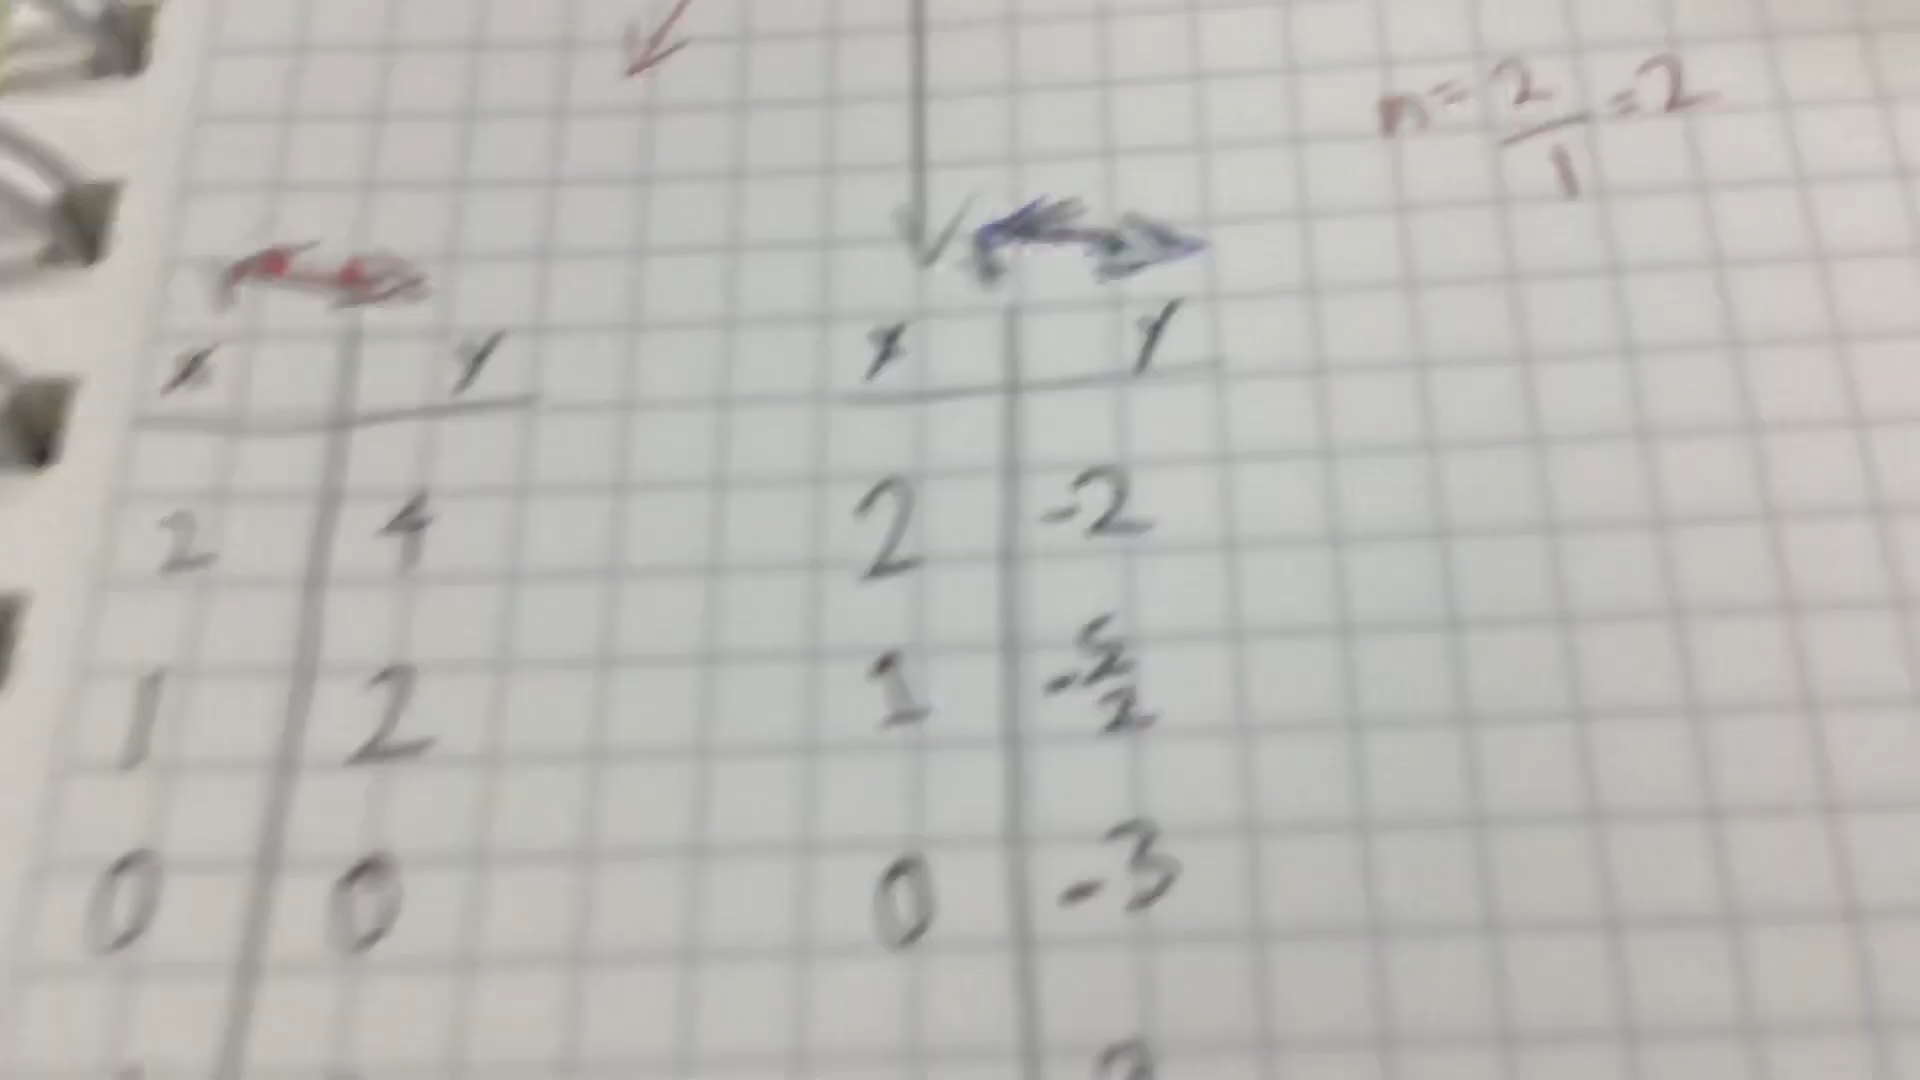 m = 2/1 = 2
x y x y
2 4 2 -2
1 2 1 -5/2
0 0 0 -3